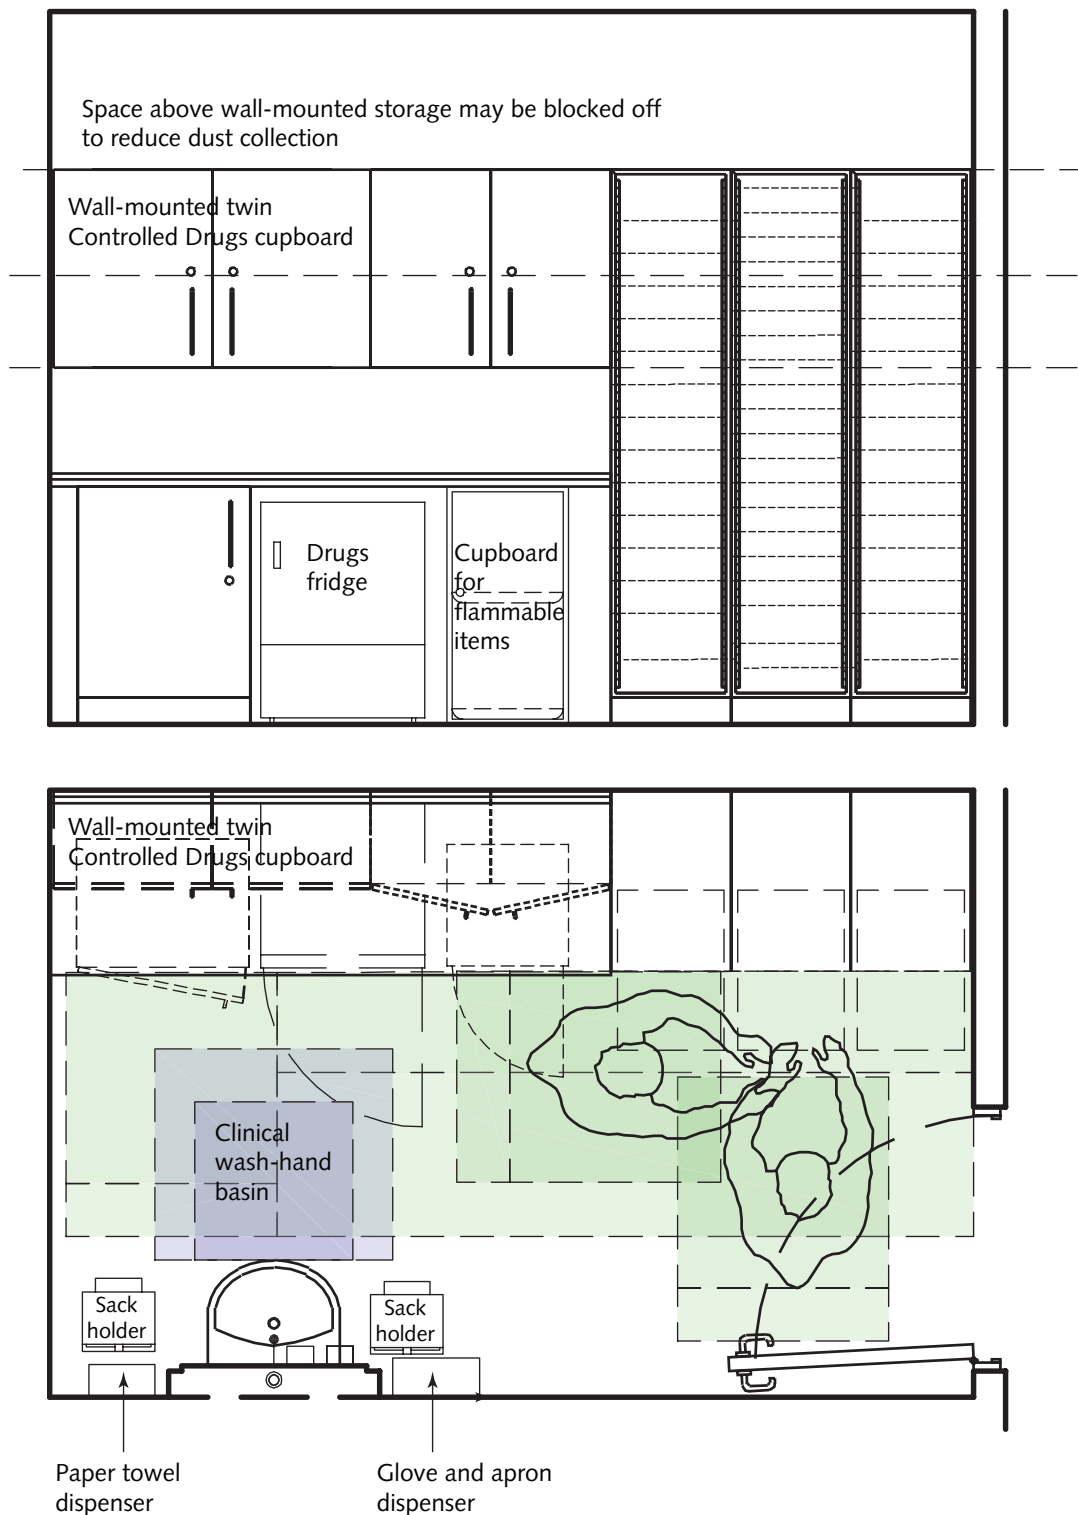 Space above wall-mounted storage may be blocked off
to reduce dust collection
Wall-mounted twin
Controlled Drugs cupboard
Drugs
fridge
Cupboard
for
flammable
items
Wall-mounted twin
Controlled Drugs cupboard
Clinical
wash-hand
basin
Sack
holder
Sack
holder
Paper towel
dispenser
Glove and apron
dispenser